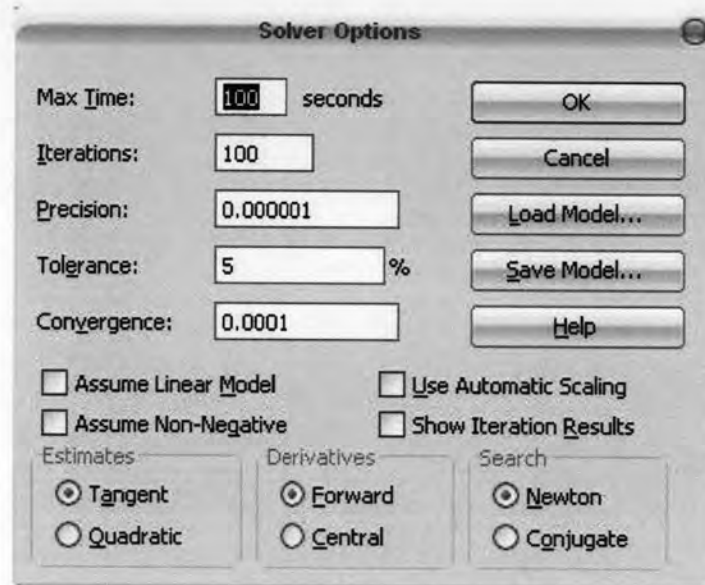 Solver Options
Max Time: 100 seconds
OK
Iterations: 100
Cancel
Precision: 0.000001
Load Model...
Tolerance: 5 %
Save Model...
Convergence: 0.0001
Help
Assume Linear Model
Use Automatic Scaling
Assume Non-Negative
Show Iteration Results
Estimates
Derivatives
Search
Tangent
Forward
Newton
Quadratic
Central
Conjugate